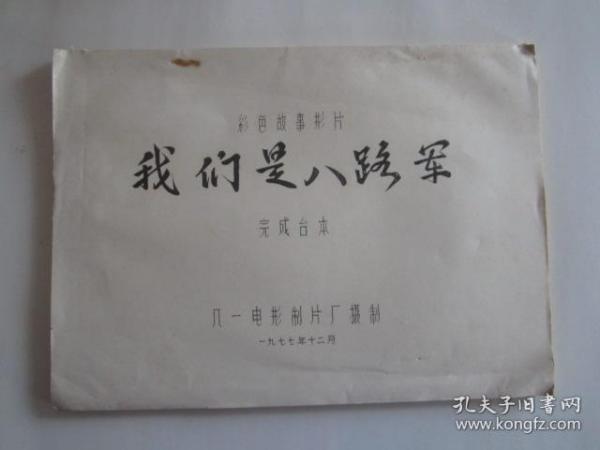 彩色故事影片
我们是八路军
完成台本
八一电影制片厂摄制
一九七七年十二月
孔夫子旧书网
www.kongfz.com